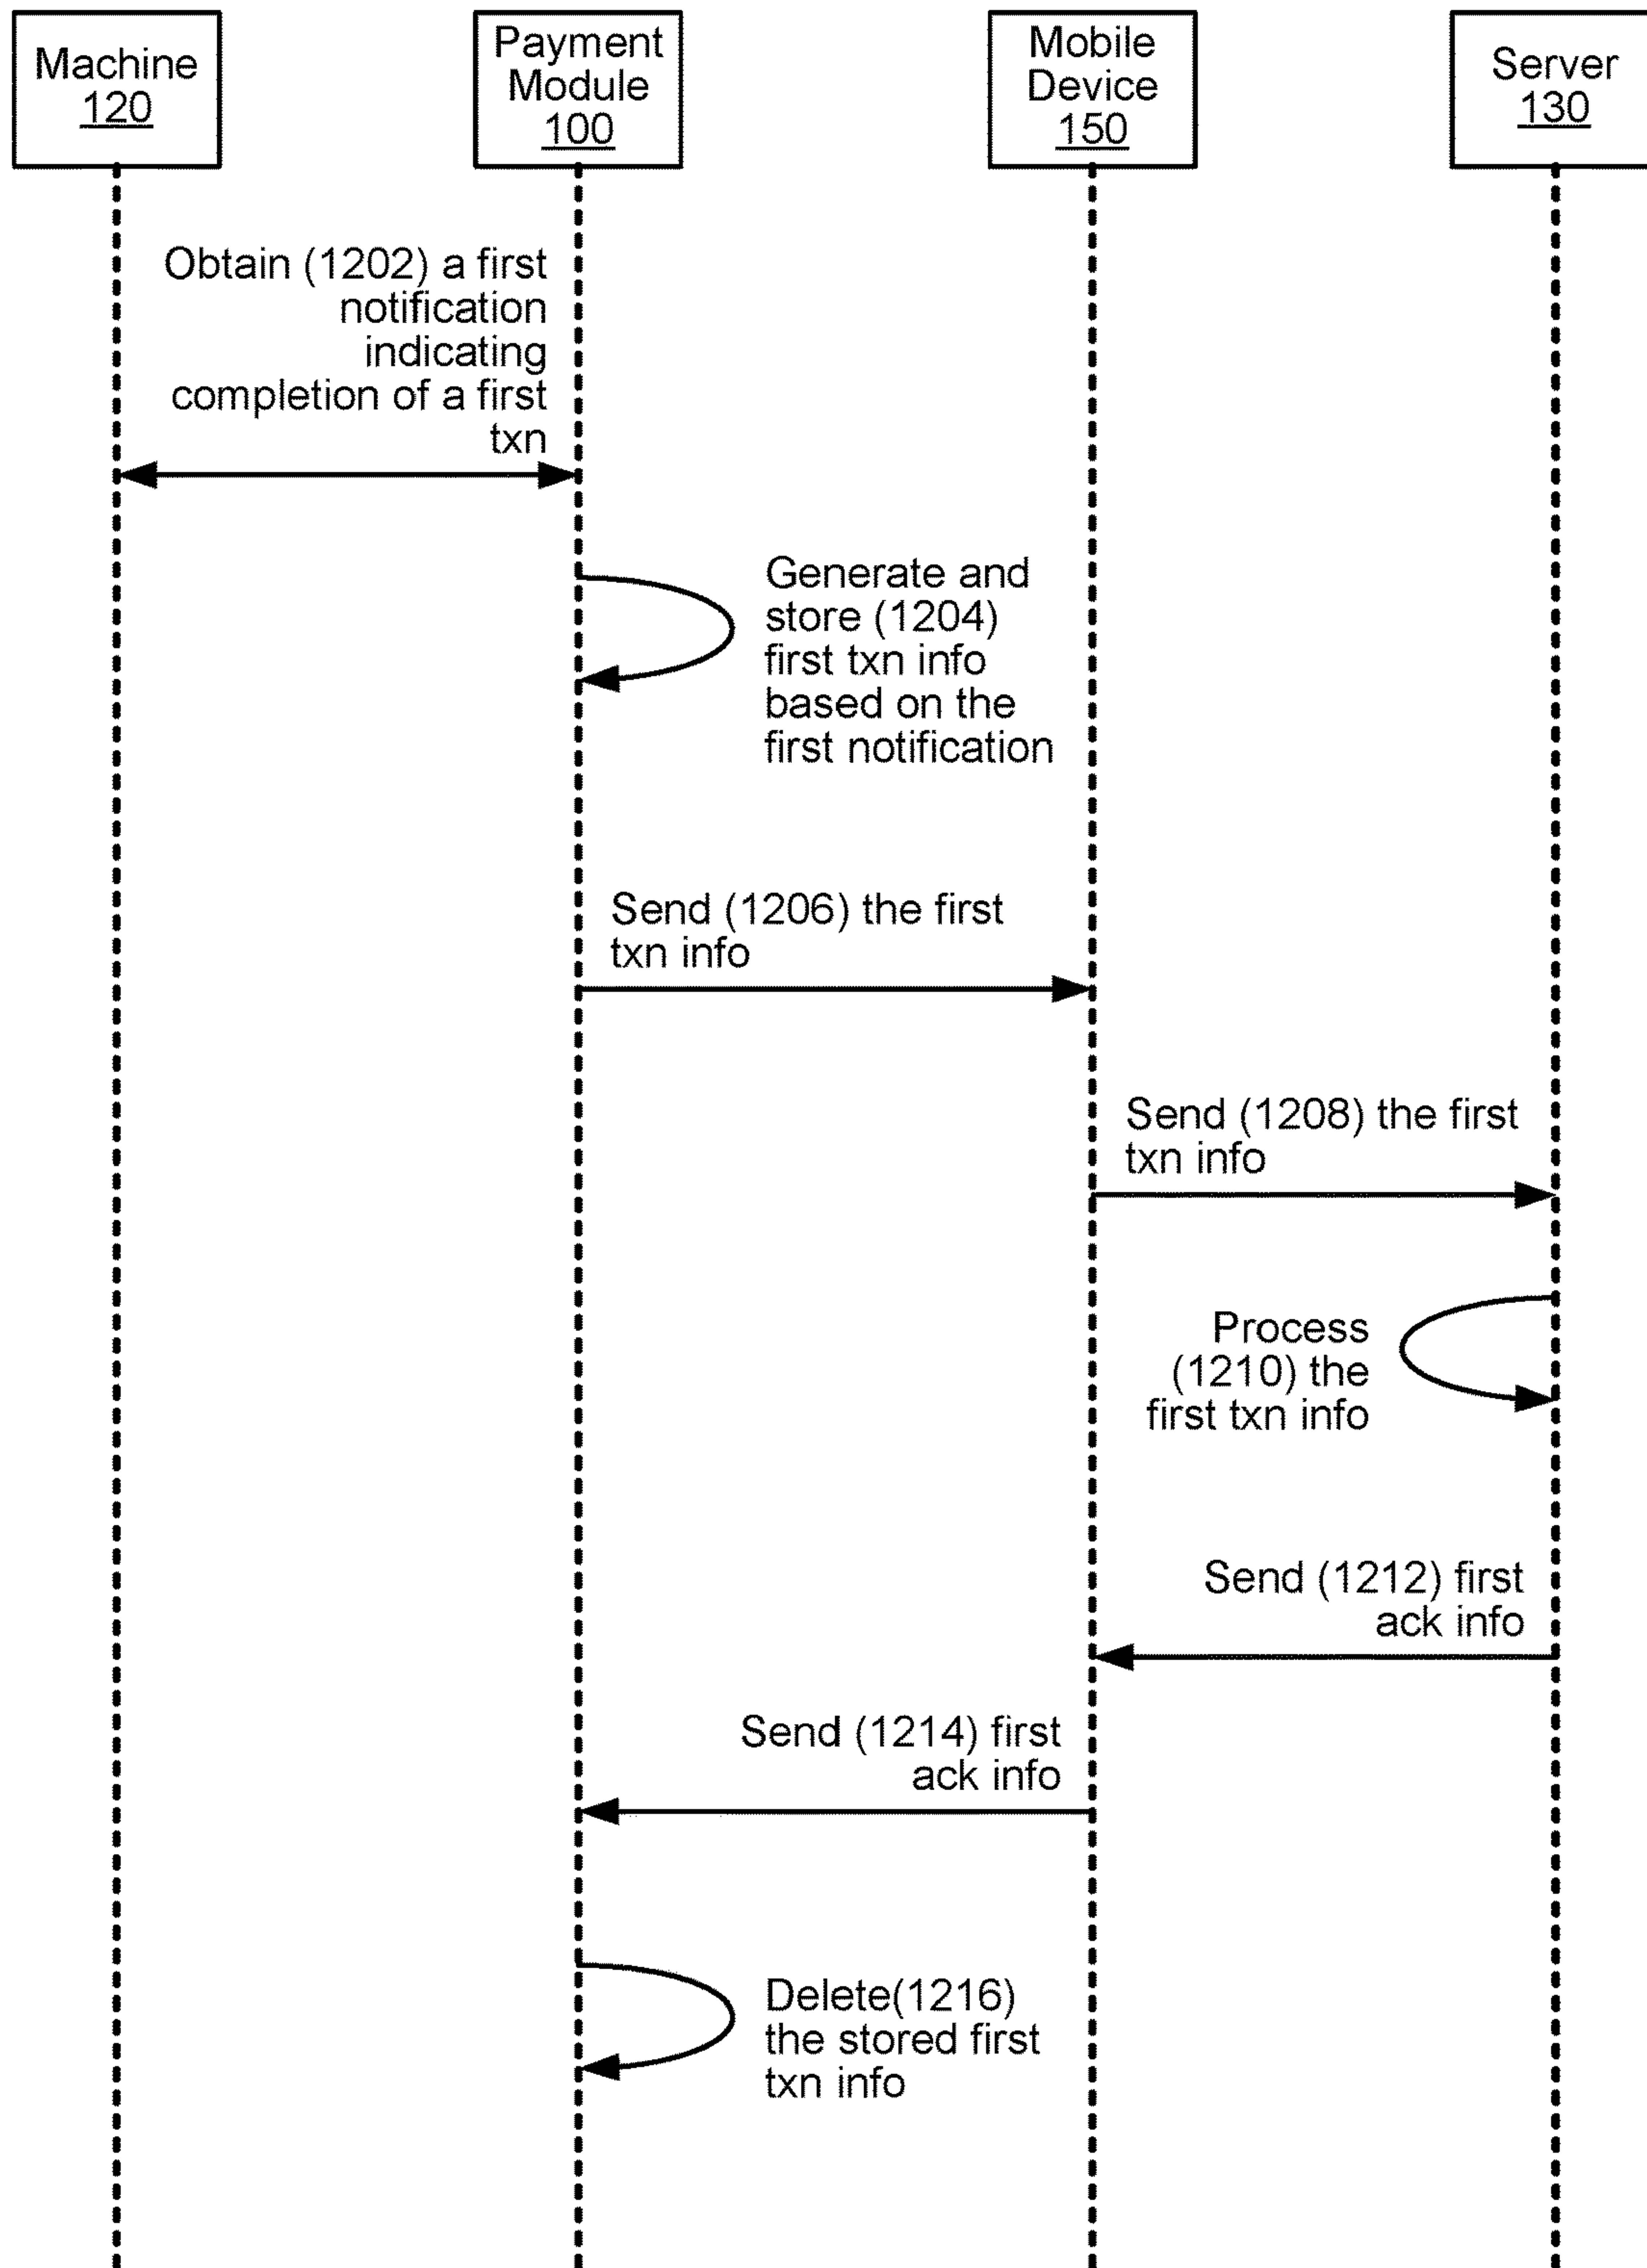 Machine
120
Payment
Module
100
Mobile
Device
150
Server
130
Obtain (1202) a first
notification
indicating
completion of a first
txn
Generate and
store (1204)
first txn info
based on the
first notification
Send (1206) the first
txn info
Send (1208) the first
txn info
Process
(1210) the
first txn info
Send (1212) first
ack info
Send (1214) first
ack info
Delete(1216)
the stored first
txn info